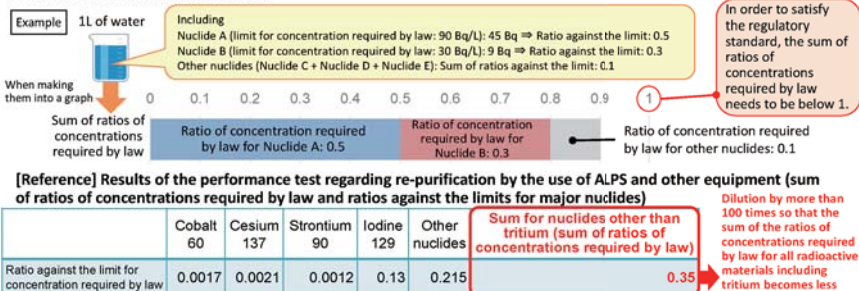 Example
1L of water
Including
Nuclide A (limit for concentration required by law: 90 Bq/L): 45 Bq ⇒ Ratio against the limit: 0.5
Nuclide B (limit for concentration required by law: 30 Bq/L): 9 Bq ⇒ Ratio against the limit: 0.3
Other nuclides (Nuclide C + Nuclide D + Nuclide E): Sum of ratios against the limit: 0.1
In order to satisfy
the regulatory
standard, the sum of
ratios of
concentrations
required by law
needs to be below 1.
When making
them into a graph
0 0.1 0.2 0.3 0.4 0.5 0.6 0.7 0.8 0.9 1
Sum of ratios of
concentrations
required by law
Ratio of concentration required
by law for Nuclide A: 0.5
Ratio of concentration
required by law for
Nuclide B: 0.3
Ratio of concentration required
by law for other nuclides: 0.1
[Reference] Results of the performance test regarding re-purification by the use of ALPS and other equipment (sum
of ratios of concentrations required by law and ratios against the limits for major nuclides)
Cobalt
60
Cesium
137
Strontium
90
Iodine
129
Other
nuclides
Sum for nuclides other than
tritium (sum of ratios of
concentrations required by law)
Ratio against the limit for
concentration required by law
0.0017 0.0021 0.0012 0.13 0.215 0.35
Dilution by more than
100 times so that the
sum of the ratios of
concentrations required
by law for all radioactive
materials including
tritium becomes less